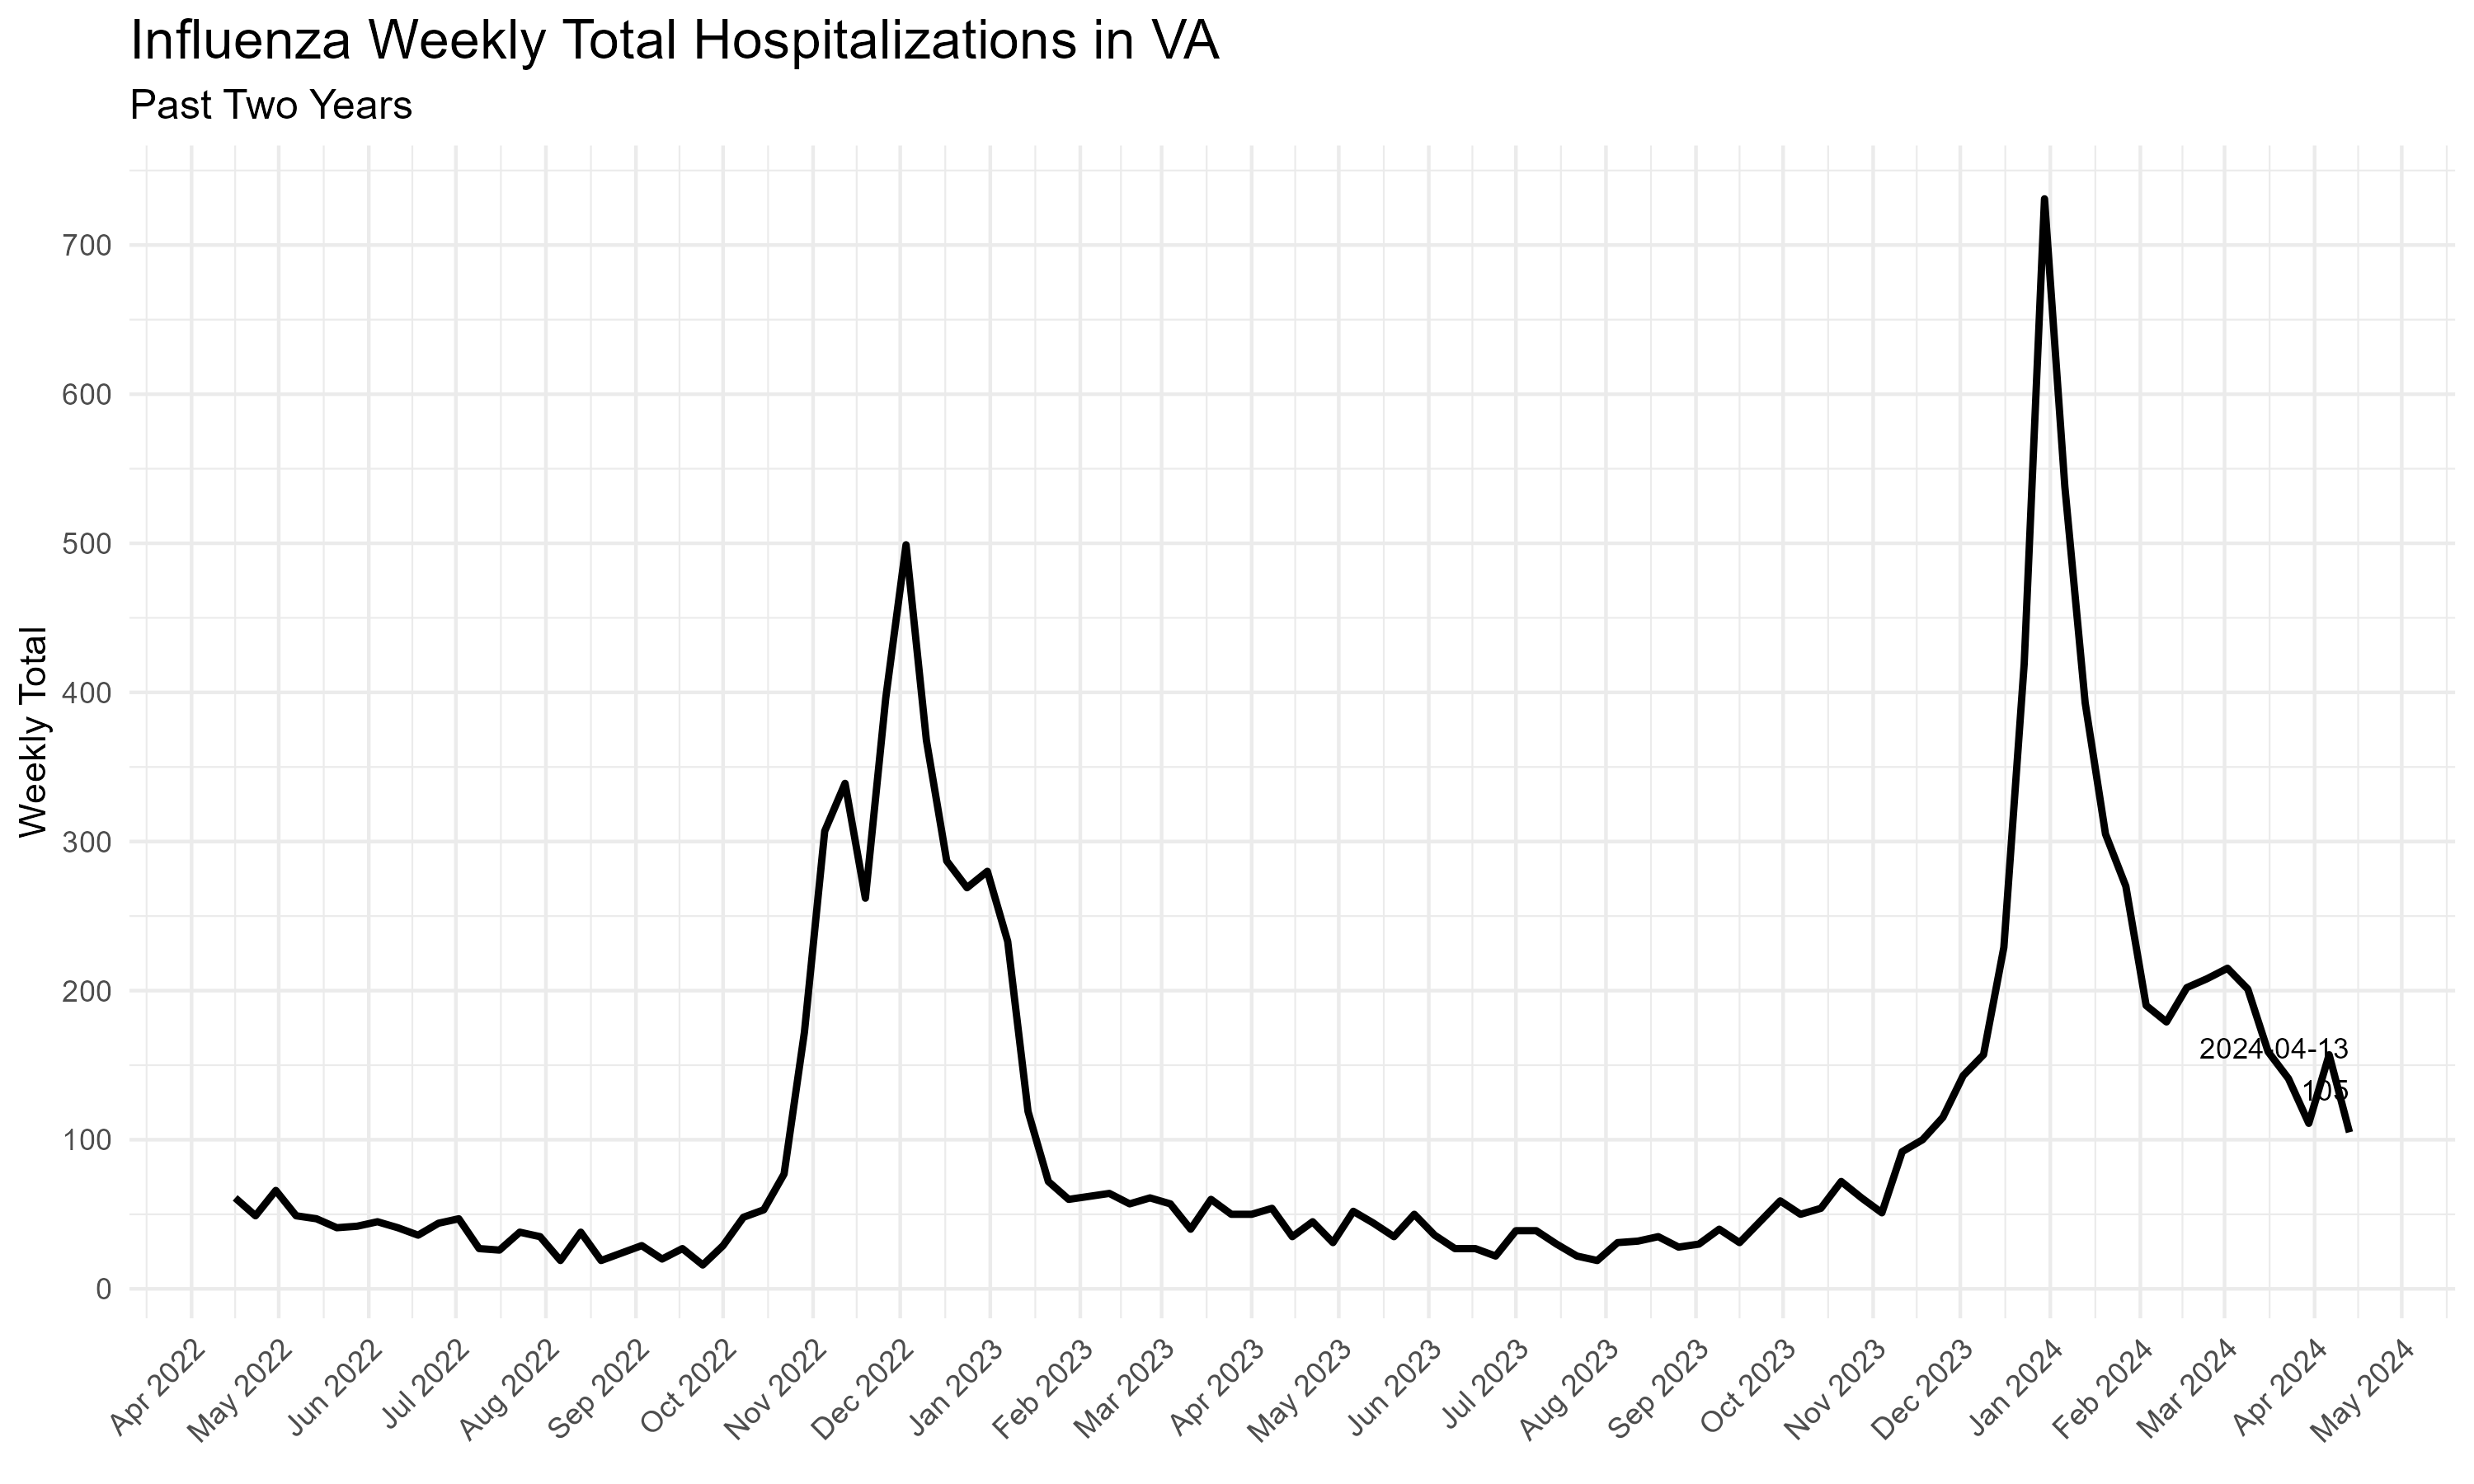 Influenza Weekly Total Hospitalizations in VA
Past Two Years
Weekly Total
700
600
500
400
300
200
100
0
2024-04-13
105
Apr 2022
May 2022
Jun 2022
Jul 2022
Aug 2022
Sep 2022
Oct 2022
Nov 2022
Dec 2022
Jan 2023
Feb 2023
Mar 2023
Apr 2023
May 2023
Jun 2023
Jul 2023
Aug 2023
Sep 2023
Oct 2023
Nov 2023
Dec 2023
Jan 2024
Feb 2024
Mar 2024
Apr 2024
May 2024